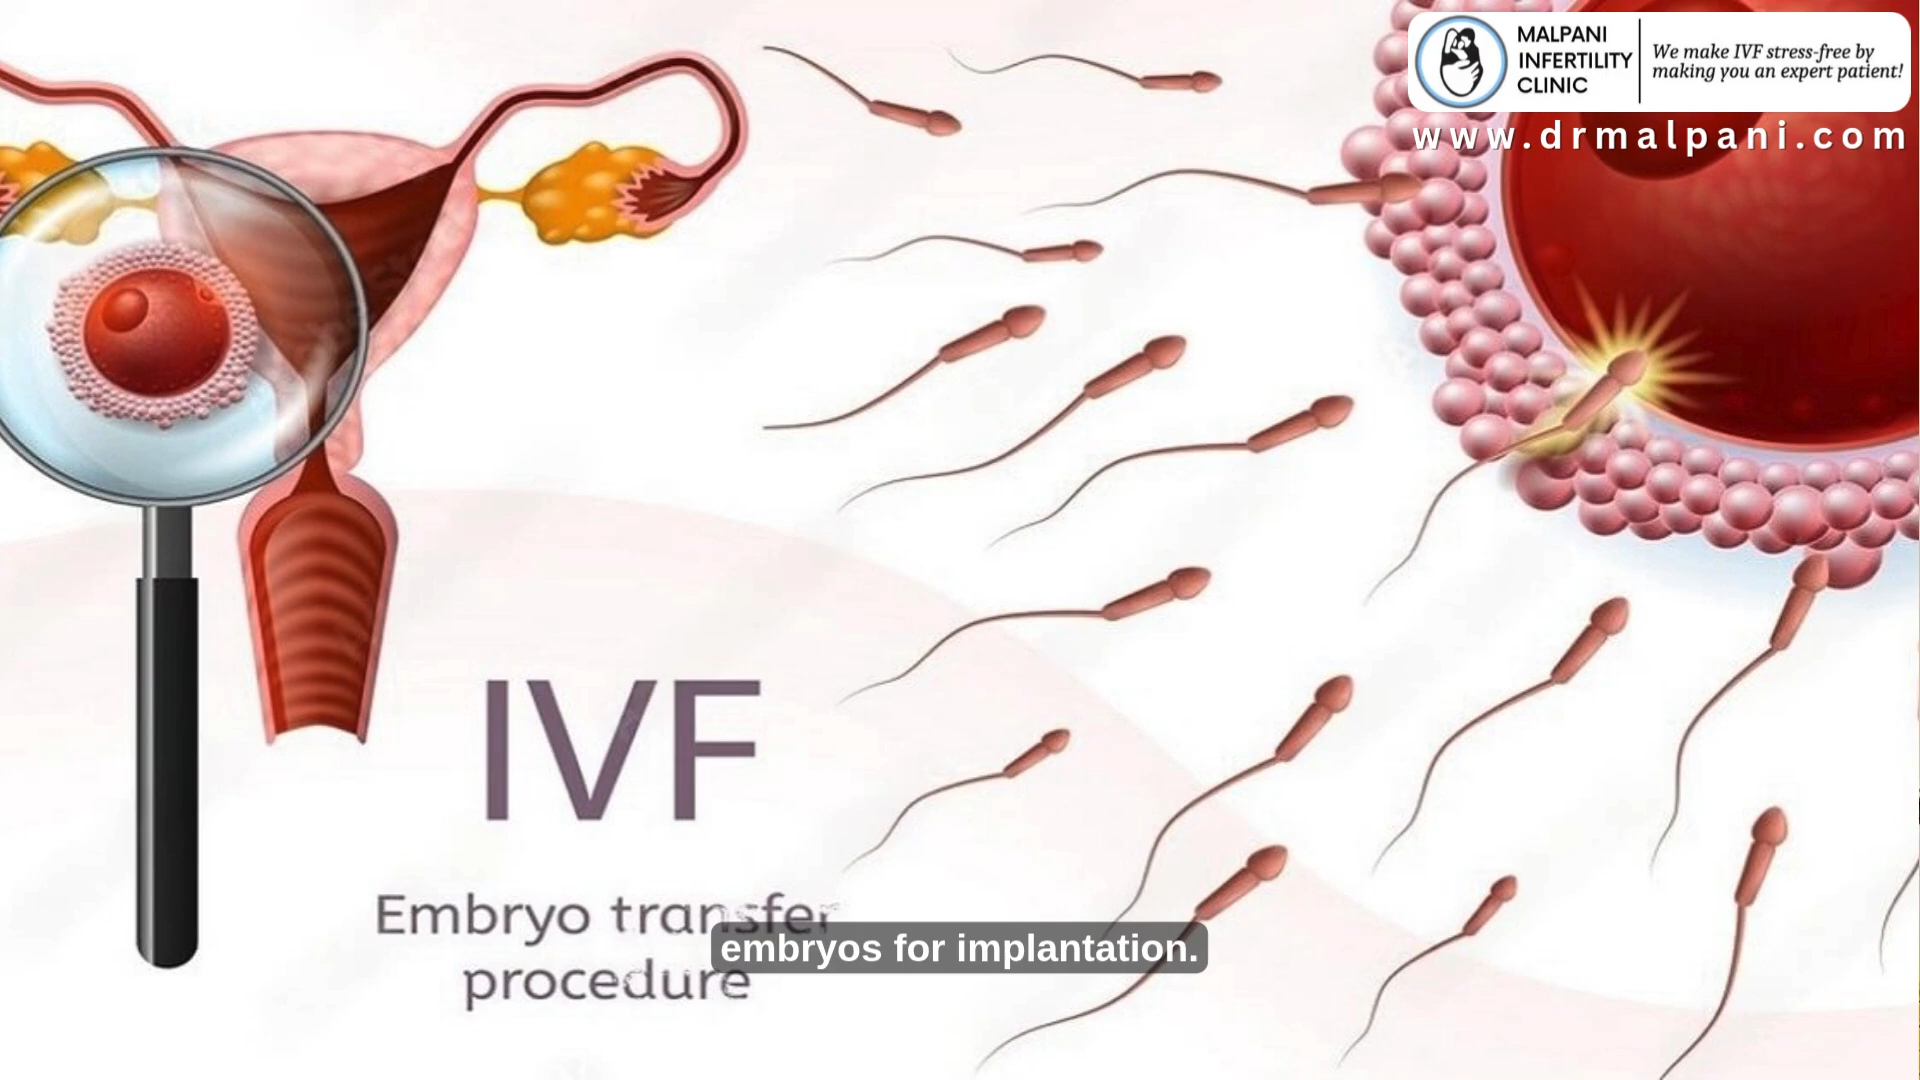 MALPANI
INFERTILITY
CLINIC
We make IVF stress-free by
making you an expert patient!
www.drmalpani.com
IVF
Embryo transfer
procedure
embryos for implantation.